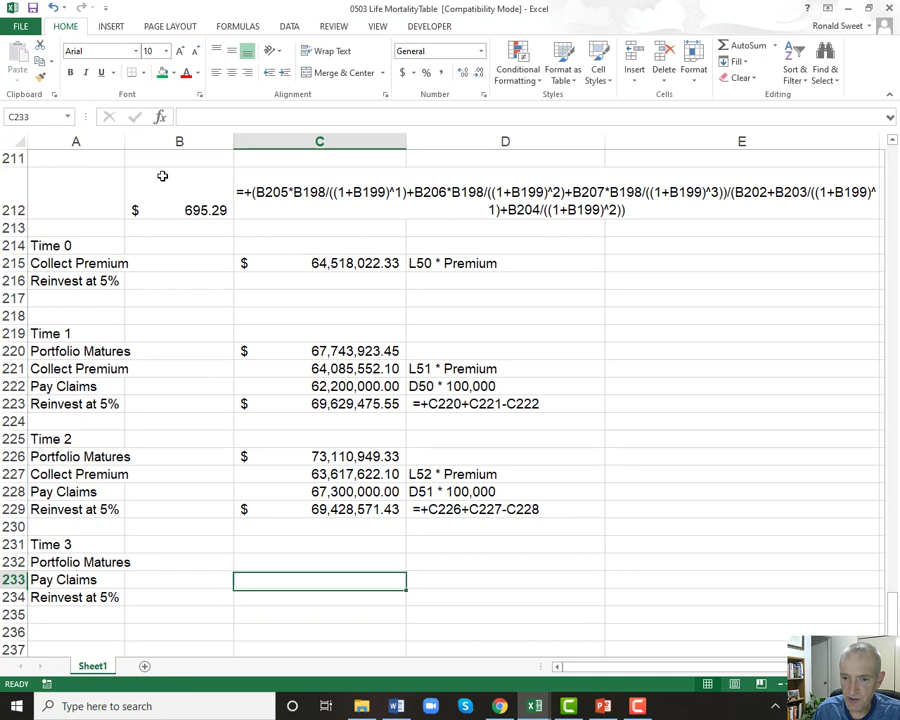 0503 Life MortalityTable [Compatibility Mode] - Excel
FILE HOME INSERT PAGE LAYOUT FORMULAS DATA REVIEW VIEW DEVELOPER Ronald Sweet
Paste
Arial 10
B I U
Wrap Text
Merge & Center
General
$ % ,
Conditional Formatting
Format as Table
Cell Styles
Insert Delete Format
AutoSum
Fill
Clear
Sort & Filter
Find & Select
Clipboard Font Alignment Number Styles Cells Editing
C233 fx
A B C D E
211
212 $ 695.29 =+(B205*B198/((1+B199)^1)+B206*B198/((1+B199)^2)+B207*B198/((1+B199)^3))/(B202+B203/((1+B199)^
1)+B204/((1+B199)^2))
213
214 Time 0
215 Collect Premium $ 64,518,022.33 L50 * Premium
216 Reinvest at 5%
217
218
219 Time 1
220 Portfolio Matures $ 67,743,923.45
221 Collect Premium 64,085,552.10 L51 * Premium
222 Pay Claims 62,200,000.00 D50 * 100,000
223 Reinvest at 5% $ 69,629,475.55 =+C220+C221-C222
224
225 Time 2
226 Portfolio Matures $ 73,110,949.33
227 Collect Premium 63,617,622.10 L52 * Premium
228 Pay Claims 67,300,000.00 D51 * 100,000
229 Reinvest at 5% $ 69,428,571.43 =+C226+C227-C228
230
231 Time 3
232 Portfolio Matures
233 Pay Claims
234 Reinvest at 5%
235
236
237
Sheet1
READY
Type here to search